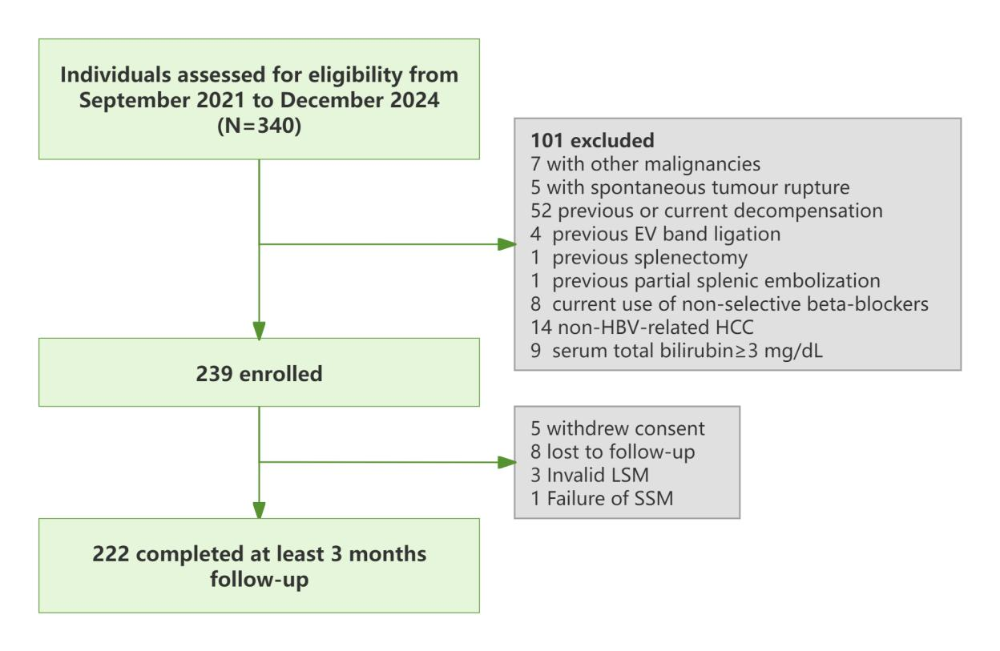 Individuals assessed for eligibility from
September 2021 to December 2024
(N=340)
101 excluded
7 with other malignancies
5 with spontaneous tumour rupture
52 previous or current decompensation
4 previous EV band ligation
1 previous splenectomy
1 previous partial splenic embolization
8 current use of non-selective beta-blockers
14 non-HBV-related HCC
9 serum total bilirubin≥3 mg/dL
239 enrolled
5 withdrew consent
8 lost to follow-up
3 Invalid LSM
1 Failure of SSM
222 completed at least 3 months
follow-up